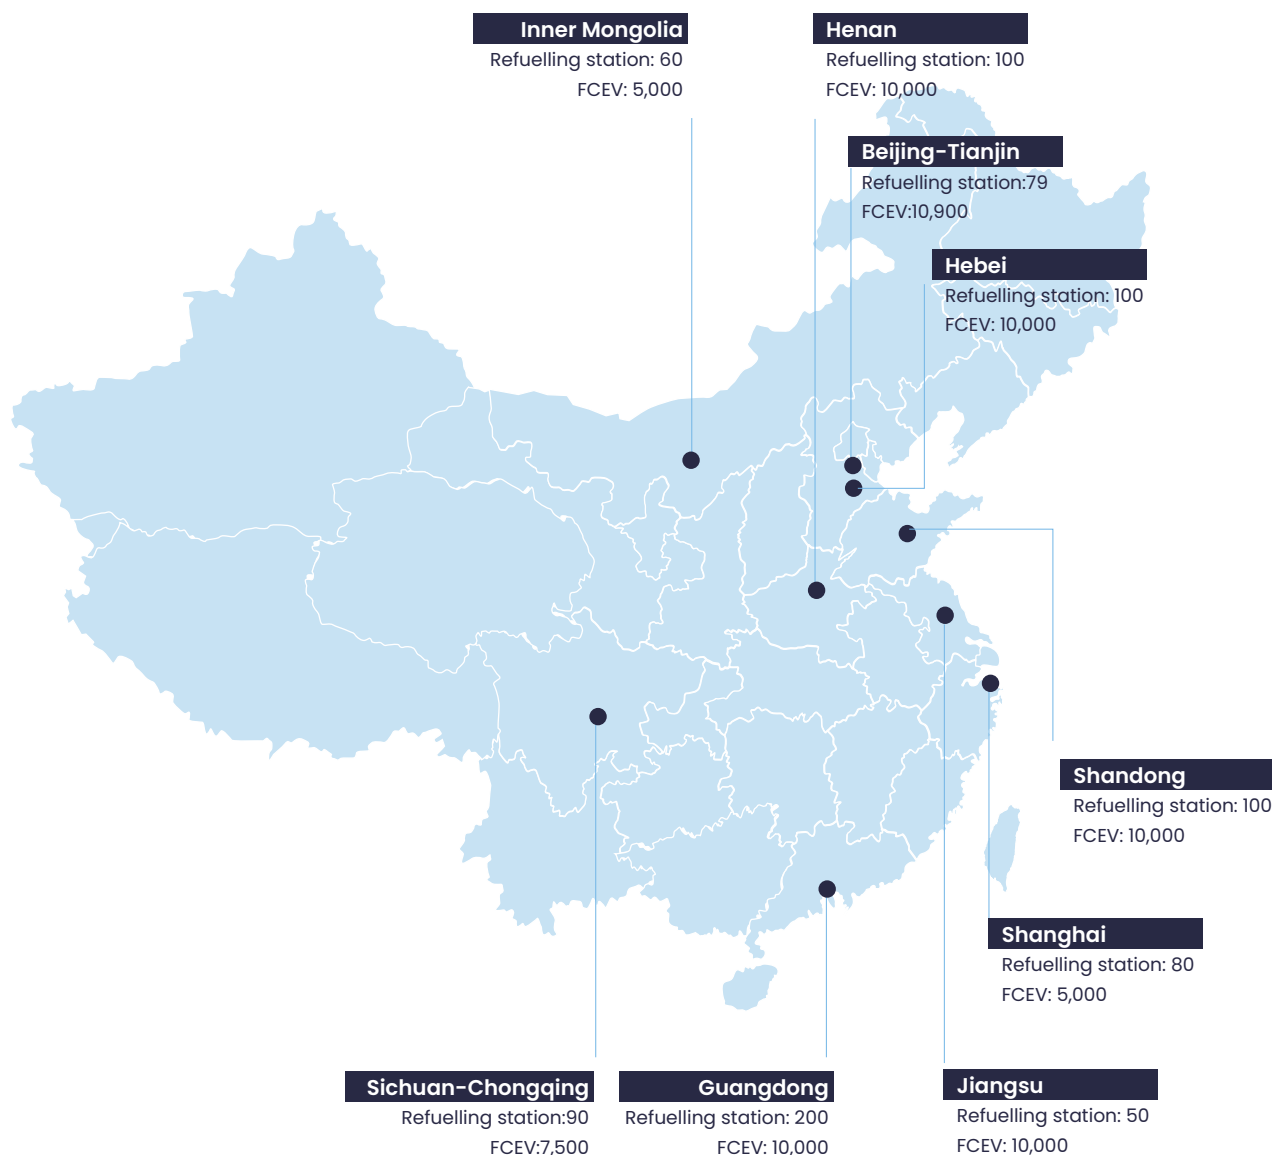 Inner Mongolia
Refuelling station: 60
FCEV: 5,000
Henan
Refuelling station: 100
FCEV: 10,000
Beijing-Tianjin
Refuelling station:79
FCEV:10,900
Hebei
Refuelling station: 100
FCEV: 10,000
Shandong
Refuelling station: 100
FCEV: 10,000
Shanghai
Refuelling station: 80
FCEV: 5,000
Sichuan-Chongqing
Refuelling station:90
FCEV:7,500
Guangdong
Refuelling station: 200
FCEV: 10,000
Jiangsu
Refuelling station: 50
FCEV: 10,000